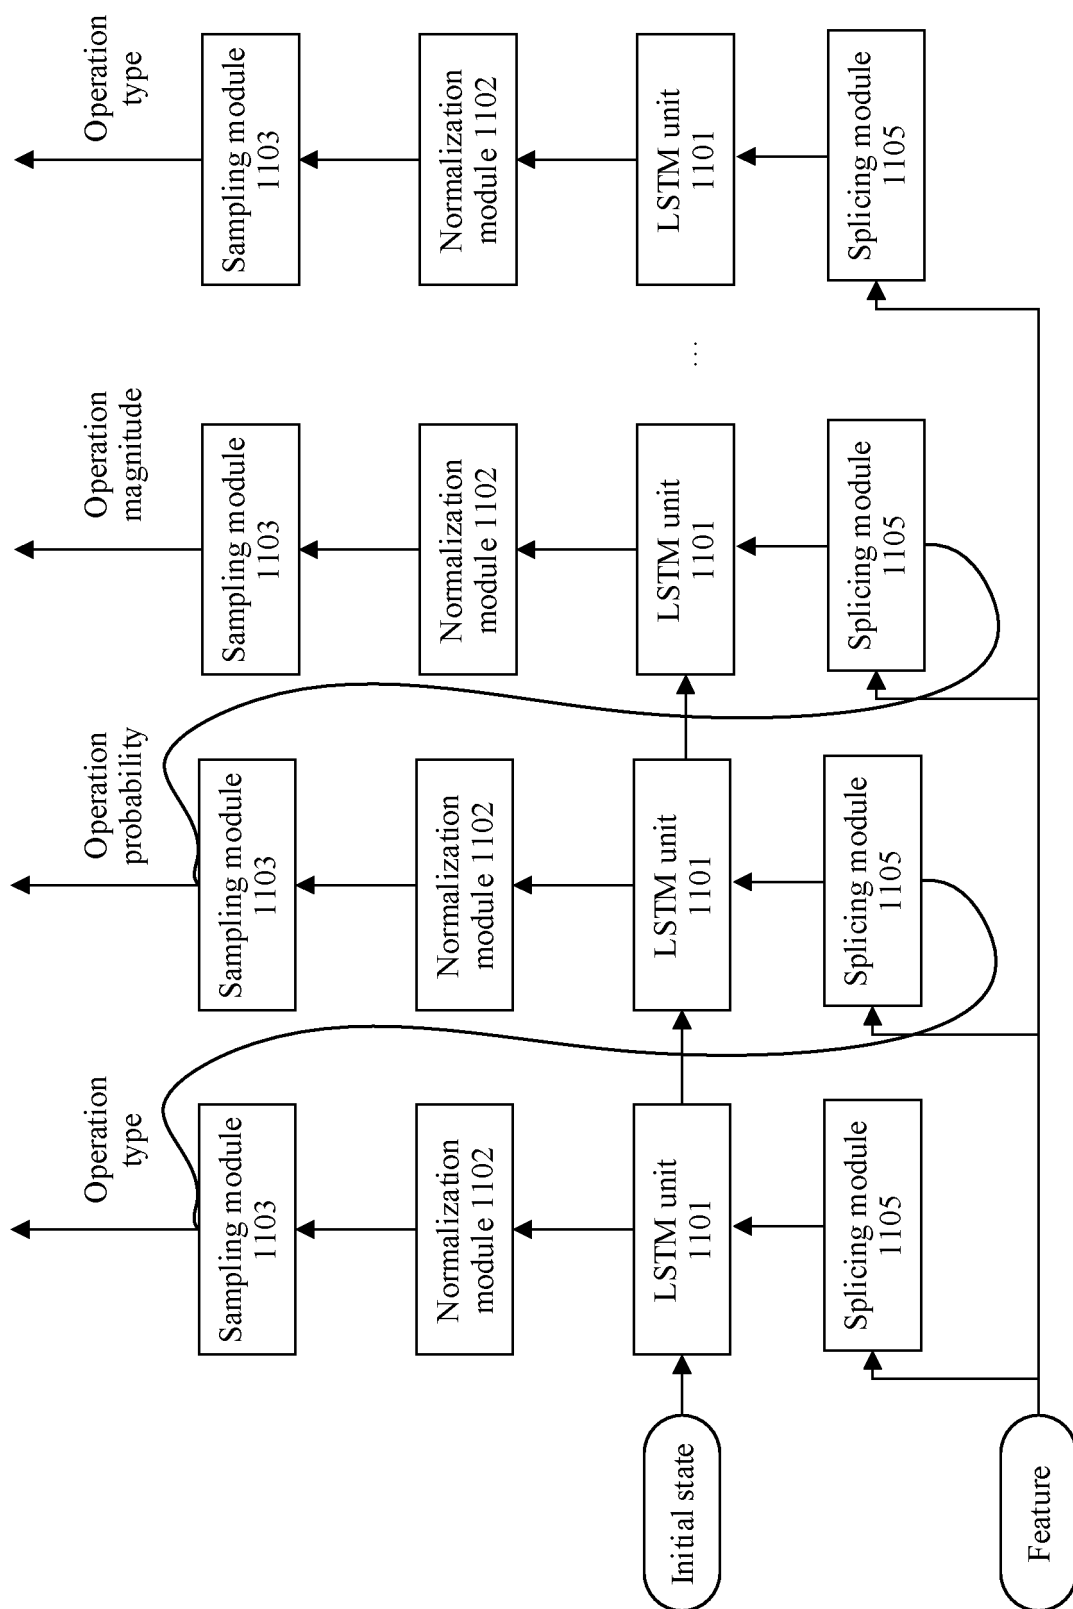 Operation
type
Operation
probability
Operation
magnitude
Operation
type
Sampling module
1103
Sampling module
1103
Sampling module
1103
Sampling module
1103
Normalization
module 1102
Normalization
module 1102
Normalization
module 1102
Normalization
module 1102
Initial state
LSTM unit
1101
LSTM unit
1101
LSTM unit
1101
...
LSTM unit
1101
Splicing module
1105
Splicing module
1105
Splicing module
1105
Splicing module
1105
Feature